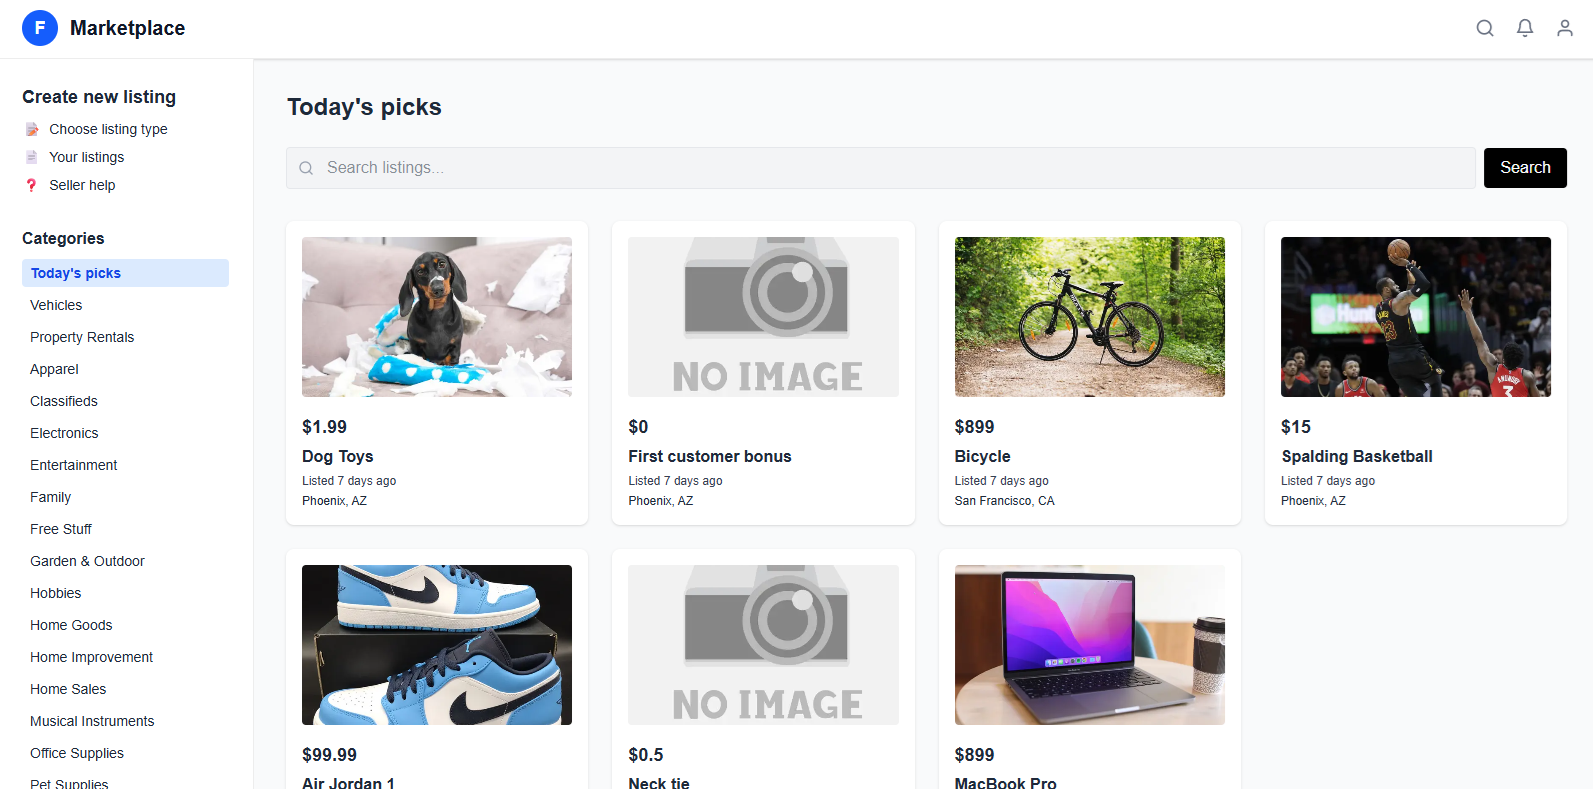 F Marketplace
Create new listing
Choose listing type
Your listings
Seller help
Categories
Today's picks
Vehicles
Property Rentals
Apparel
Classifieds
Electronics
Entertainment
Family
Free Stuff
Garden & Outdoor
Hobbies
Home Goods
Home Improvement
Home Sales
Musical Instruments
Office Supplies
Pet Supplies
Today's picks
Search listings...
Search
$1.99
Dog Toys
Listed 7 days ago
Phoenix, AZ
NO IMAGE
$0
First customer bonus
Listed 7 days ago
Phoenix, AZ
$899
Bicycle
Listed 7 days ago
San Francisco, CA
$15
Spalding Basketball
Listed 7 days ago
Phoenix, AZ
$99.99
Air Jordan 1
NO IMAGE
$0.5
Neck tie
$899
MacBook Pro